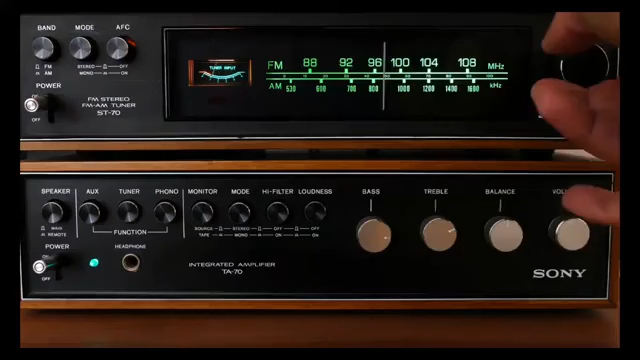 BAND MODE AFC
FM STEREO OFF
AM MONO ON
POWER
ON
OFF
FM STEREO
FM-AM TUNER
ST-70
TUNER INPUT
FM 88 92 96 100 104 108 MHz
AM 530 600 700 800 1000 1200 1400 1600 kHz
SPEAKER AUX TUNER PHONO MONITOR MODE HI-FILTER LOUDNESS BASS TREBLE BALANCE VOLU
MAIN
REMOTE
FUNCTION
SOURCE STEREO OFF OFF
TAPE MONO ON ON
POWER
ON
OFF
HEADPHONE
INTEGRATED AMPLIFIER
TA-70
SONY